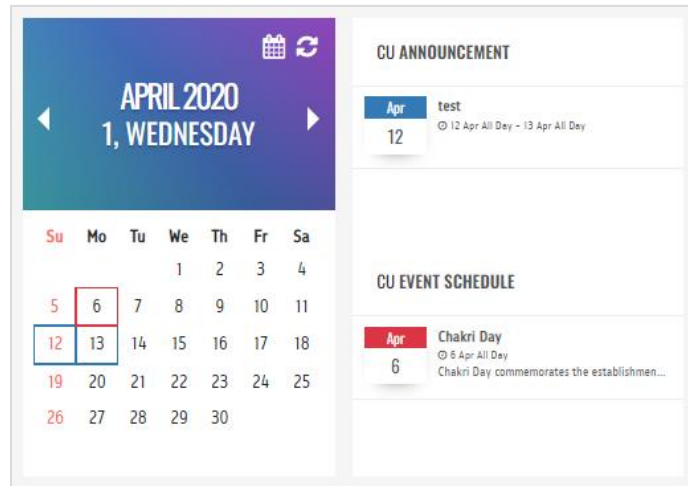 APRIL 2020
1, WEDNESDAY
Su Mo Tu We Th Fr Sa
1 2 3 4
5 6 7 8 9 10 11
12 13 14 15 16 17 18
19 20 21 22 23 24 25
26 27 28 29 30
CU ANNOUNCEMENT
Apr
12
test
12 Apr All Day - 13 Apr All Day
CU EVENT SCHEDULE
Apr
6
Chakri Day
6 Apr All Day
Chakri Day commemorates the establishmen...